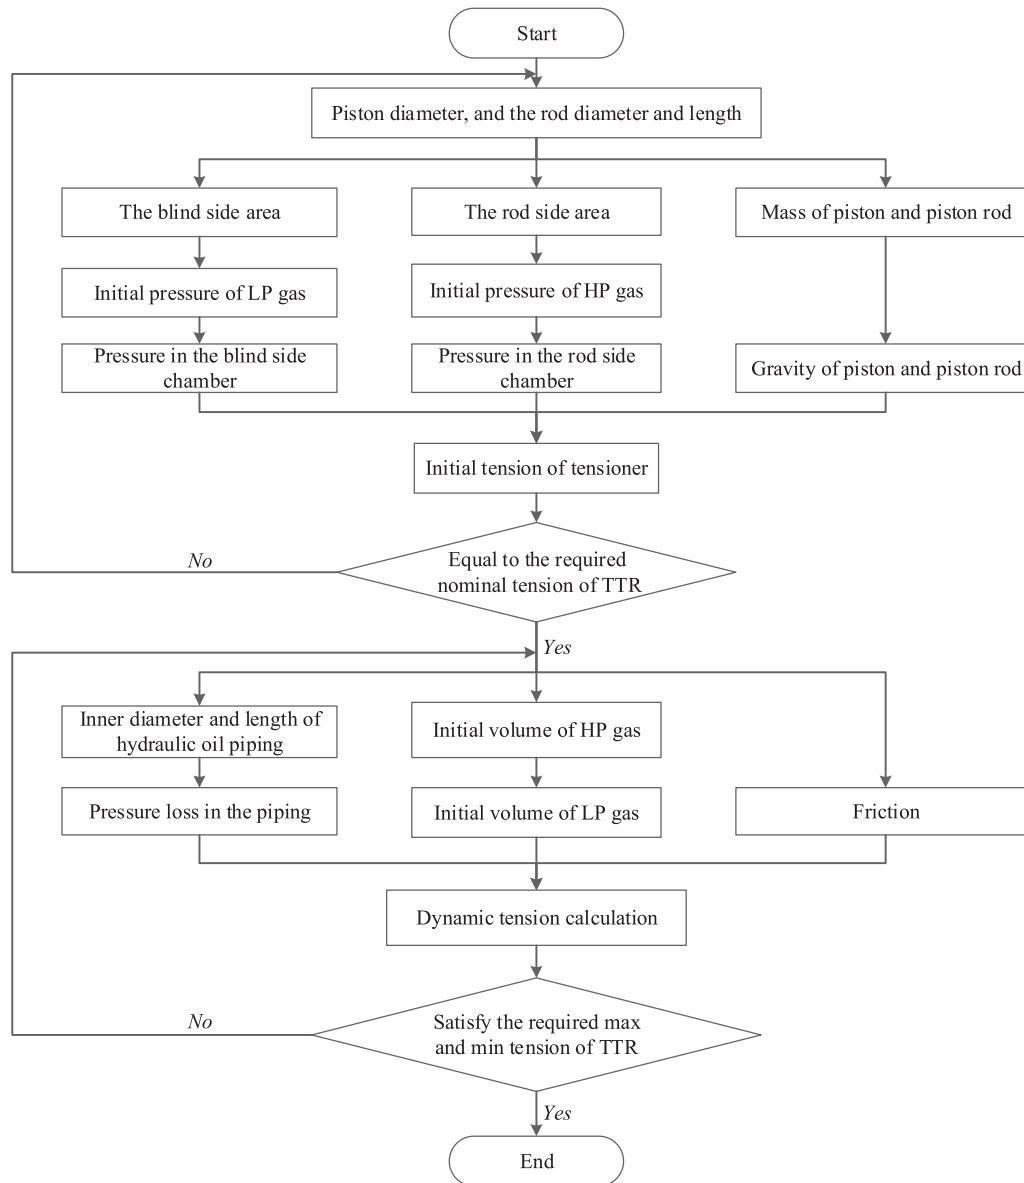 Start
Piston diameter, and the rod diameter and length
The blind side area
The rod side area
Mass of piston and piston rod
Initial pressure of LP gas
Initial pressure of HP gas
Pressure in the blind side
chamber
Pressure in the rod side
chamber
Gravity of piston and piston rod
Initial tension of tensioner
Equal to the required
nominal tension of TTR
No
Yes
Inner diameter and length of
hydraulic oil piping
Initial volume of HP gas
Pressure loss in the piping
Initial volume of LP gas
Friction
Dynamic tension calculation
Satisfy the required max
and min tension of TTR
No
Yes
End